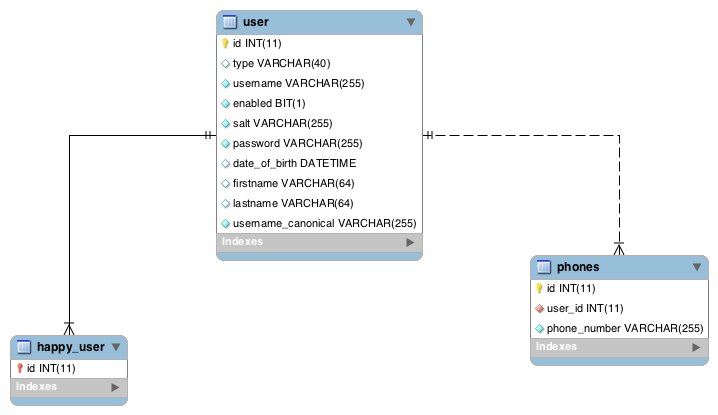 user
id INT(11)
type VARCHAR(40)
username VARCHAR(255)
enabled BIT(1)
salt VARCHAR(255)
password VARCHAR(255)
date_of_birth DATETIME
firstname VARCHAR(64)
lastname VARCHAR(64)
username_canonical VARCHAR(255)
Indexes
phones
id INT(11)
user_id INT(11)
phone_number VARCHAR(255)
Indexes
happy_user
id INT(11)
Indexes